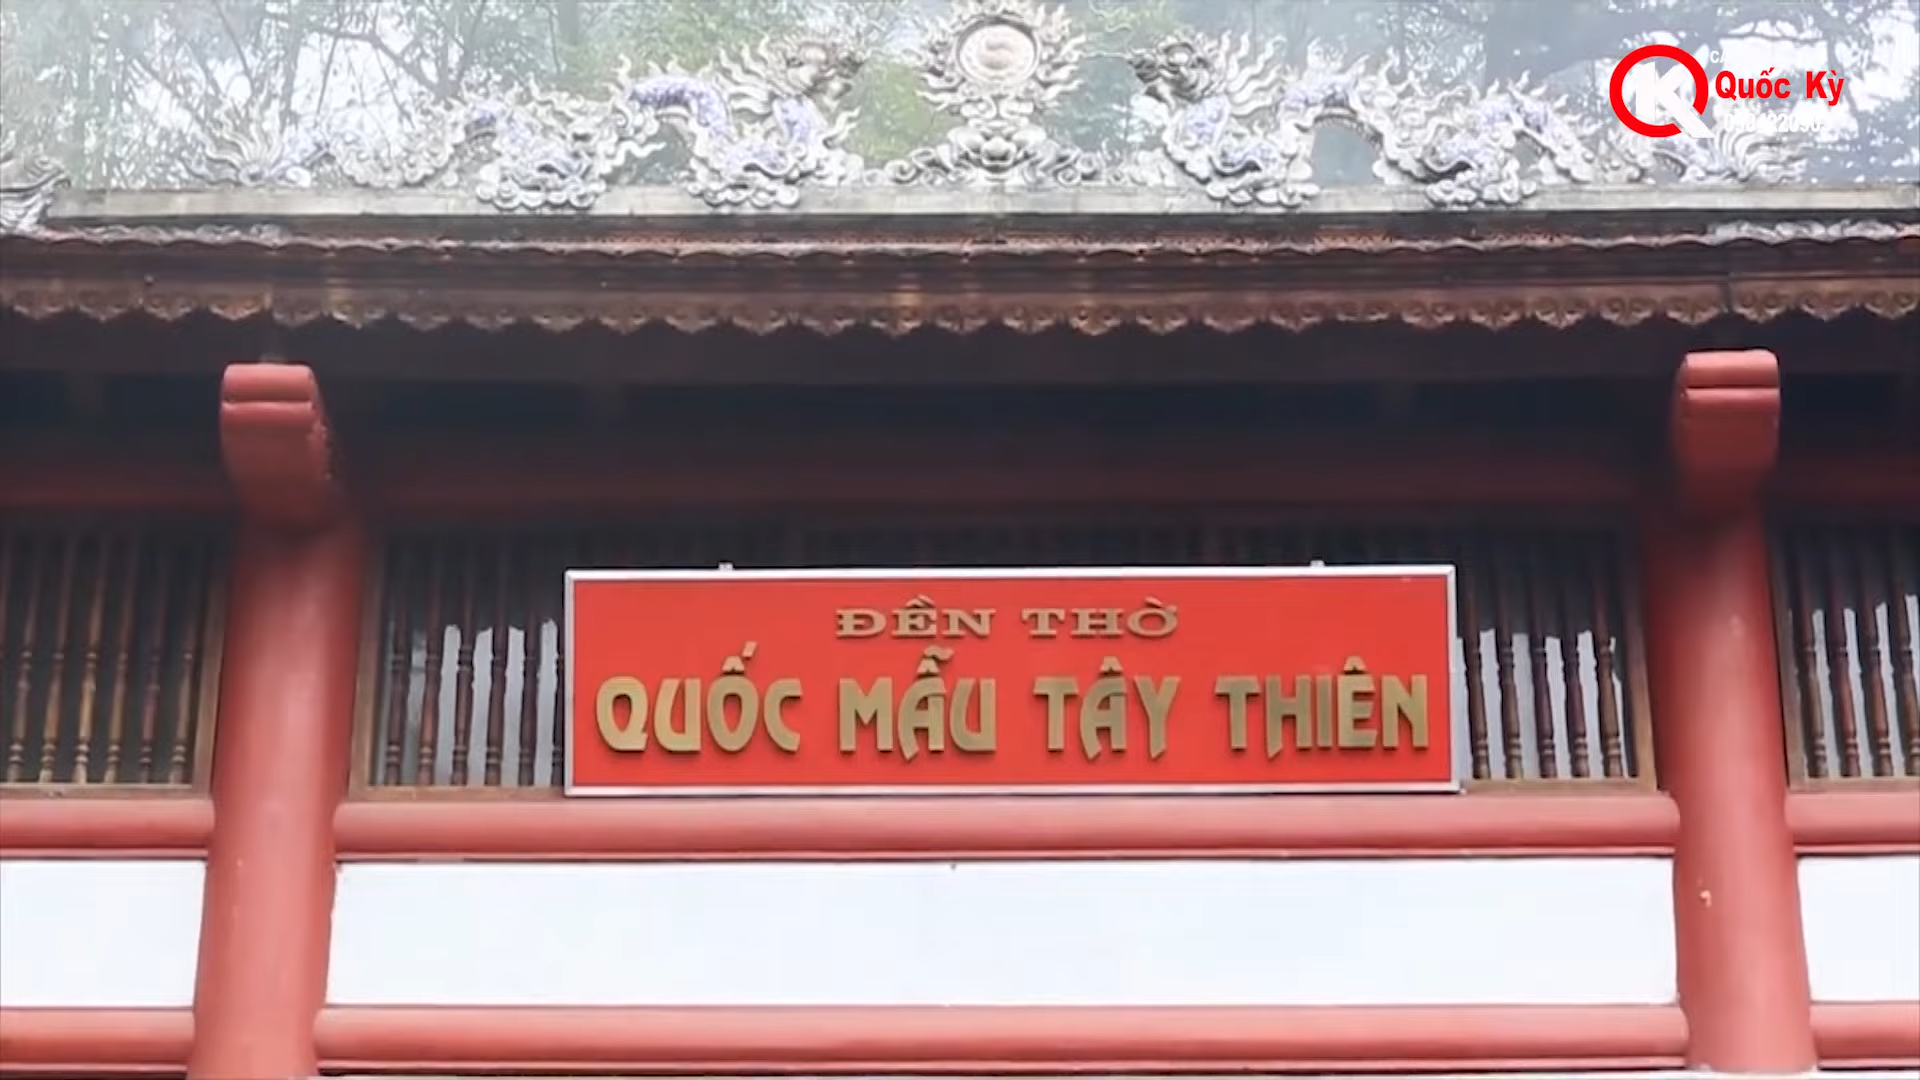 Quốc Kỳ
ĐỀN THỜ
QUỐC MẪU TÂY THIÊN